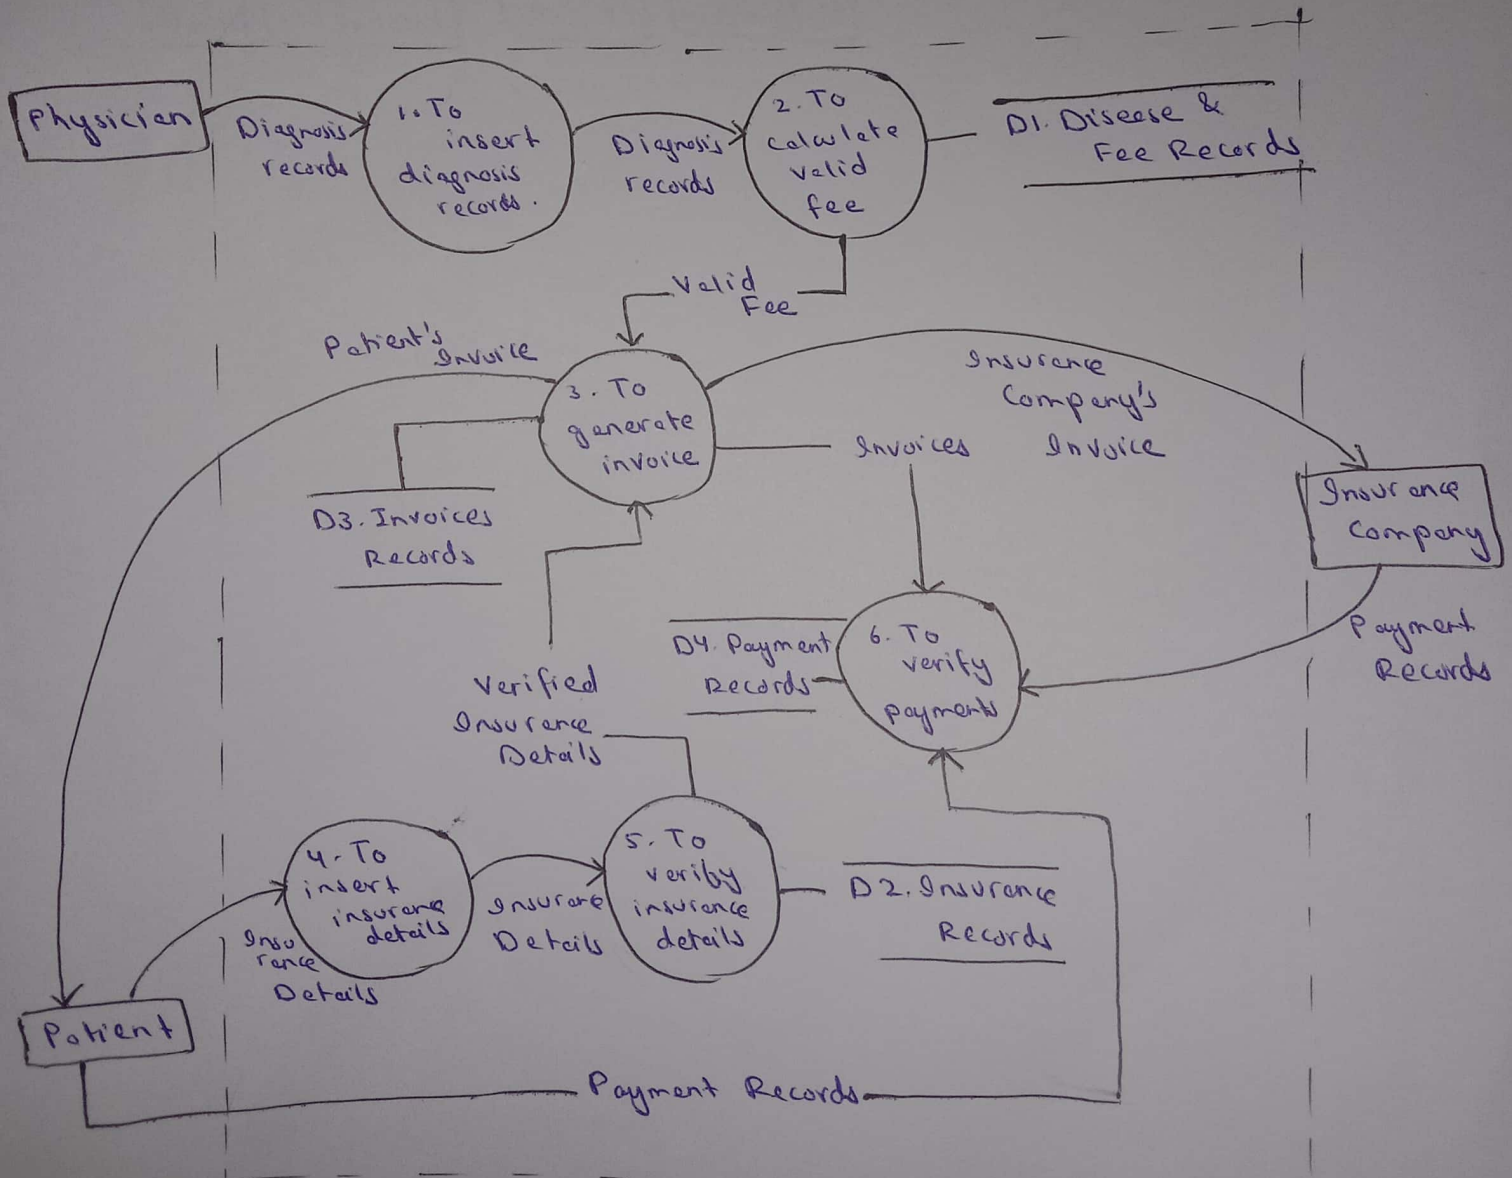 Physician
Diagnosis
records
1. To
insert
diagnosis
records.
Diagnosis
records
2. To
calculate
valid
fee
D1. Disease &
Fee Records
Valid
Fee
Patient's
Invoice
3. To
generate
invoice
Insurance
Company's
Invoice
Invoices
D3. Invoices
Records
Insurance
Company
Payment
Records
D4. Payment
Records
6. To
verify
payments
Verified
Insurance
Details
4. To
insert
insurance
details
Insu
rance
Details
Insurance
Details
5. To
verify
insurance
details
D2. Insurance
Records
Patient
Payment Records